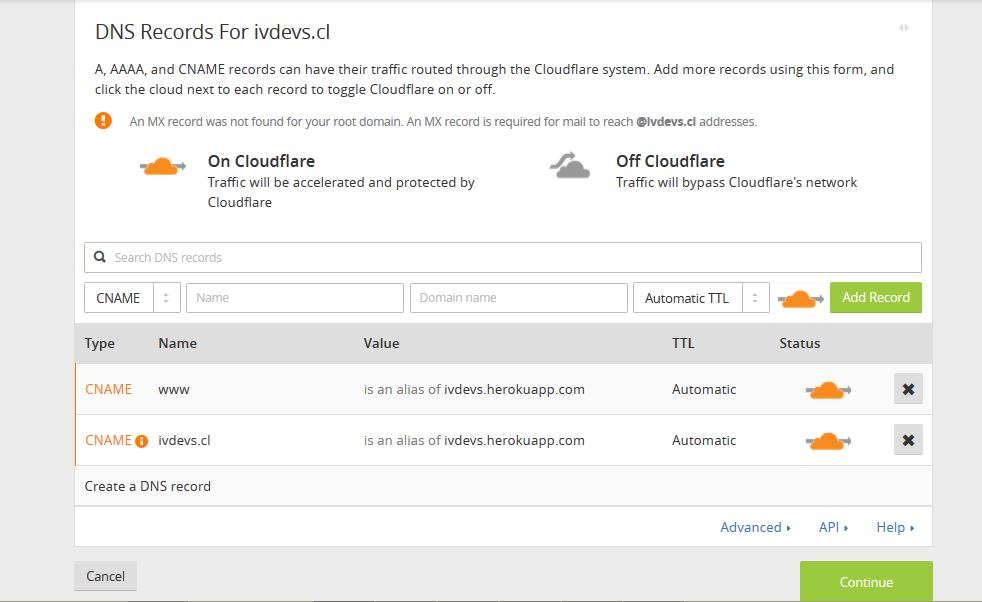 DNS Records For ivdevs.cl
A, AAAA, and CNAME records can have their traffic routed through the Cloudflare system. Add more records using this form, and
click the cloud next to each record to toggle Cloudflare on or off.
An MX record was not found for your root domain. An MX record is required for mail to reach @ivdevs.cl addresses.
On Cloudflare
Traffic will be accelerated and protected by
Cloudflare
Off Cloudflare
Traffic will bypass Cloudflare's network
Search DNS records
CNAME Name Domain name Automatic TTL Add Record
Type Name Value TTL Status
CNAME www is an alias of ivdevs.herokuapp.com Automatic
CNAME ivdevs.cl is an alias of ivdevs.herokuapp.com Automatic
Create a DNS record
Advanced API Help
Cancel Continue